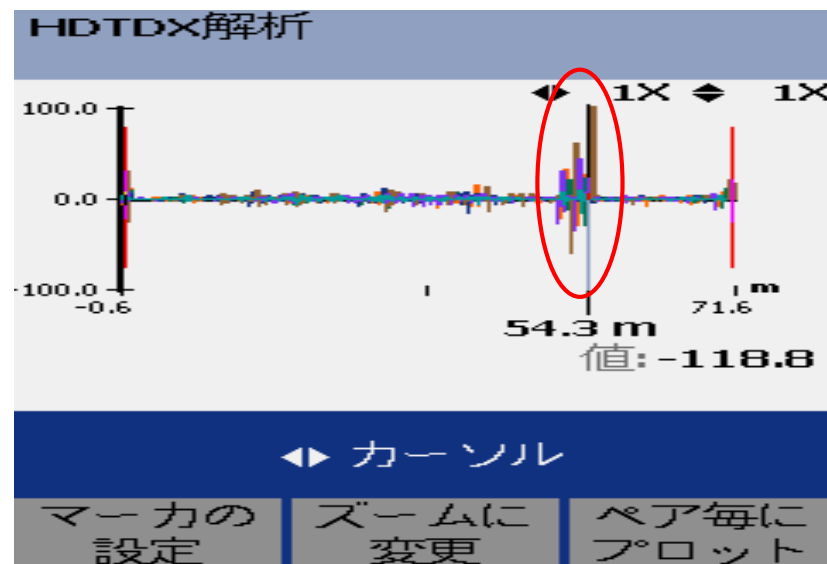 HDTDX解析
◀▶ 1X ◆ 1X
100.0
0.0
-100.0
-0.6
71.6
m
54.3 m
値:-118.8
◀▶ カーソル
マーカの
設定
ズームに
変更
ペア毎に
プロット